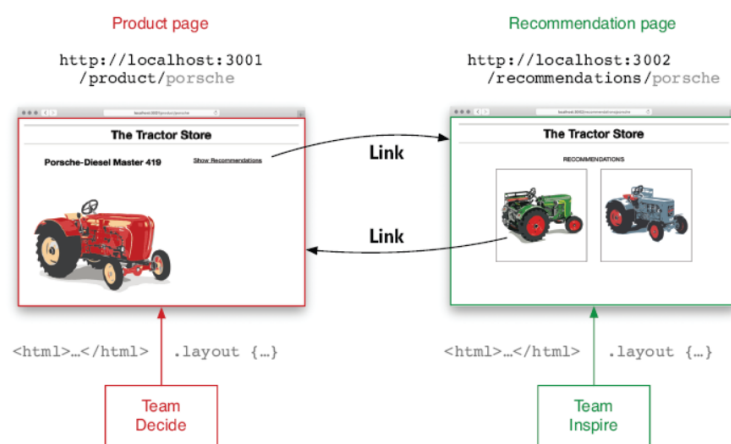 Product page
http://localhost:3001
/product/porsche
The Tractor Store
Porsche-Diesel Master 419
Show Recommendations
Link
Link
Recommendation page
http://localhost:3002
/recommendations/porsche
The Tractor Store
RECOMMENDATIONS
<html>…</html>
.layout {…}
Team
Decide
<html>…</html>
.layout {…}
Team
Inspire